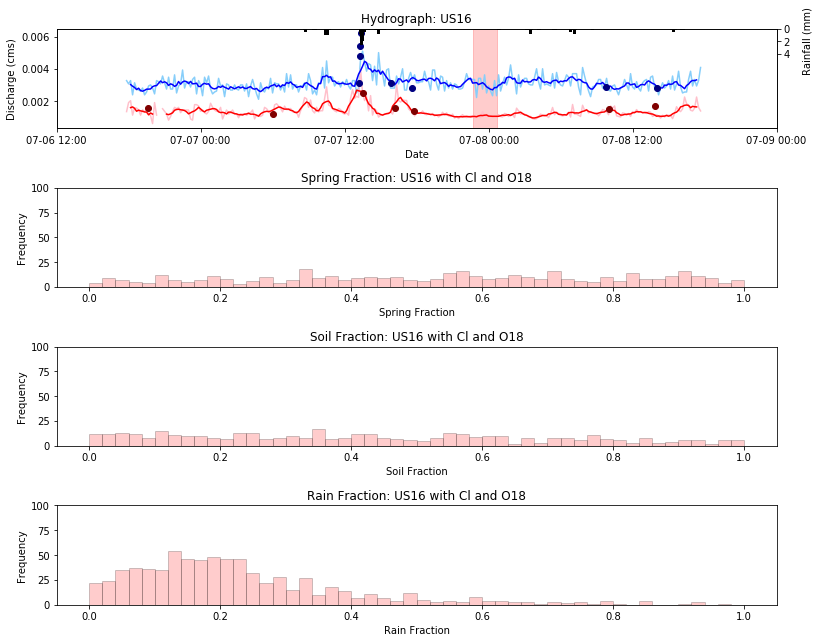 Hydrograph: US16
0.006
0.004
0.002
Discharge (cms)
0
2
4
Rainfall (mm)
07-06 12:00 07-07 00:00 07-07 12:00 07-08 00:00 07-08 12:00 07-09 00:00
Date
Spring Fraction: US16 with Cl and O18
100
75
50
25
0
Frequency
0.0 0.2 0.4 0.6 0.8 1.0
Spring Fraction
Soil Fraction: US16 with Cl and O18
100
75
50
25
0
Frequency
0.0 0.2 0.4 0.6 0.8 1.0
Soil Fraction
Rain Fraction: US16 with Cl and O18
100
75
50
25
0
Frequency
0.0 0.2 0.4 0.6 0.8 1.0
Rain Fraction